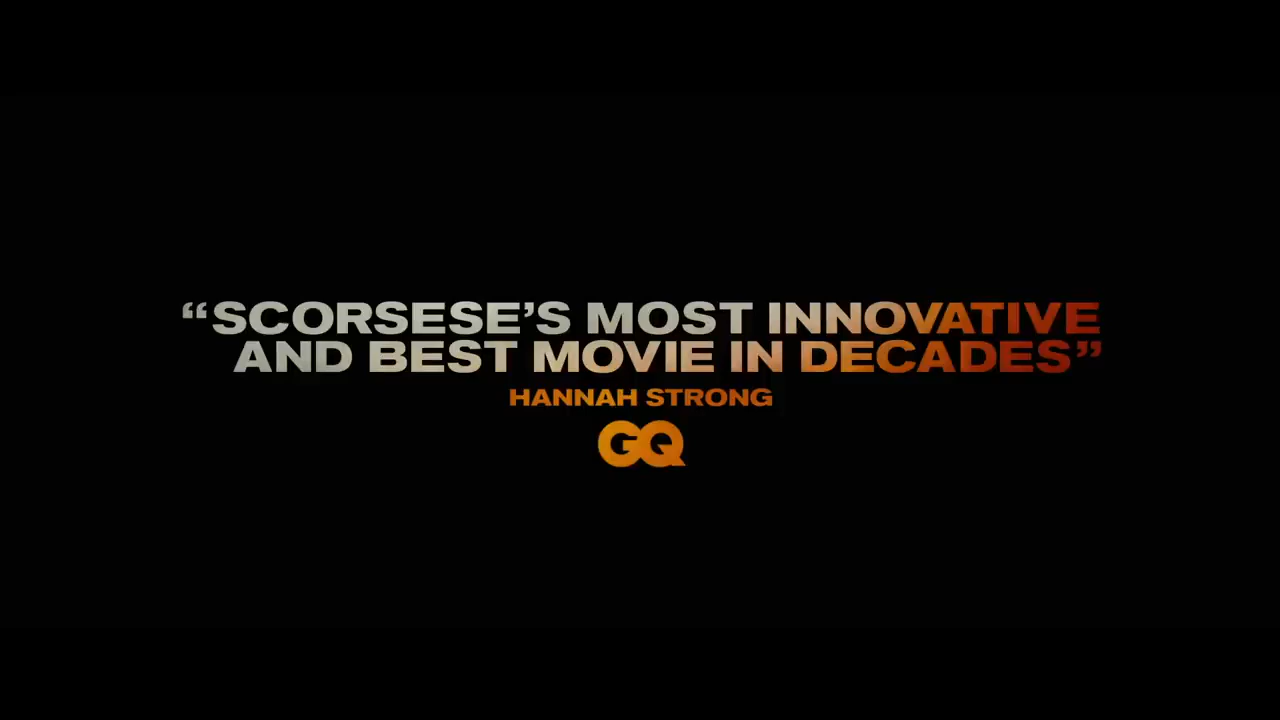 “SCORSESE’S MOST INNOVATIVE
AND BEST MOVIE IN DECADES”
HANNAH STRONG
GQ